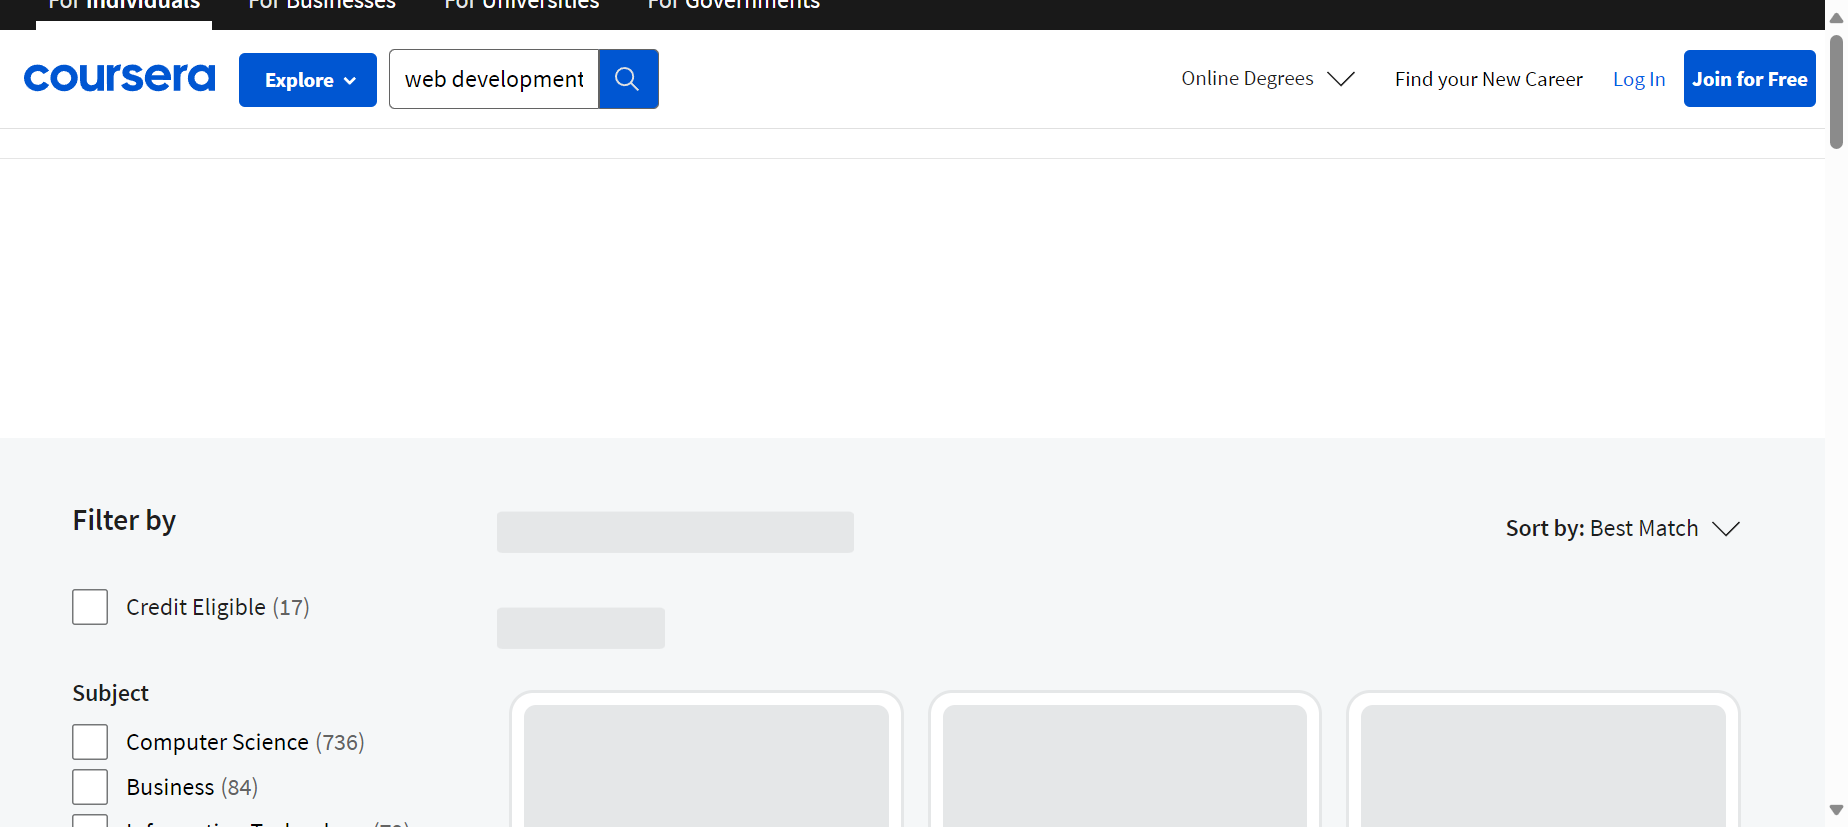 For Individuals For Businesses For Universities For Governments
coursera Explore web development Online Degrees Find your New Career Log In Join for Free
Filter by
Sort by: Best Match
Credit Eligible (17)
Subject
Computer Science (736)
Business (84)